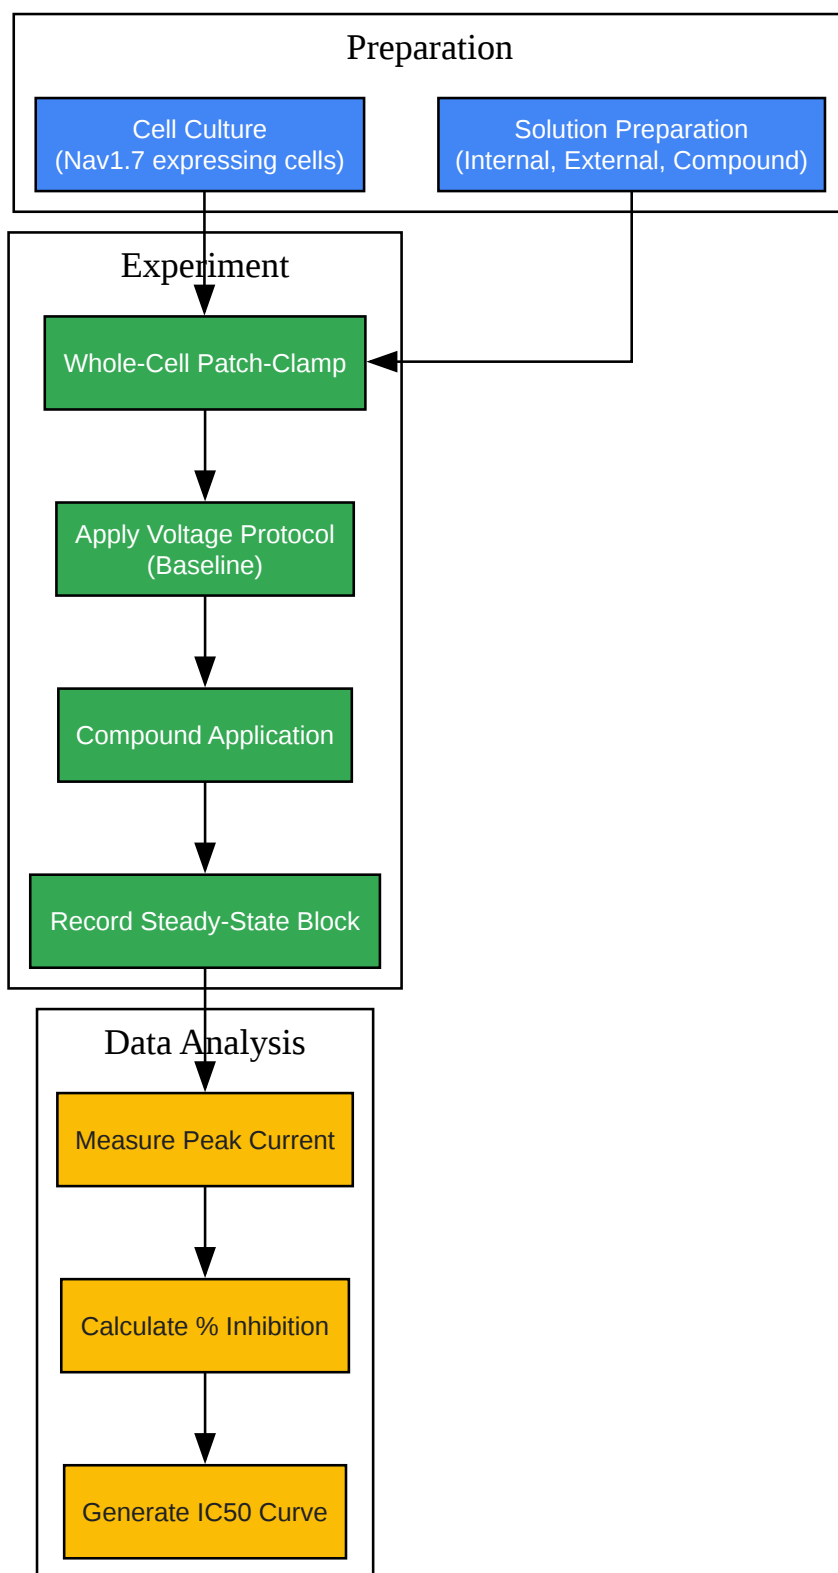 Preparation
Cell Culture
(Nav1.7 expressing cells)
Solution Preparation
(Internal, External, Compound)
Experiment
Whole-Cell Patch-Clamp
Apply Voltage Protocol
(Baseline)
Compound Application
Record Steady-State Block
Data Analysis
Measure Peak Current
Calculate % Inhibition
Generate IC50 Curve